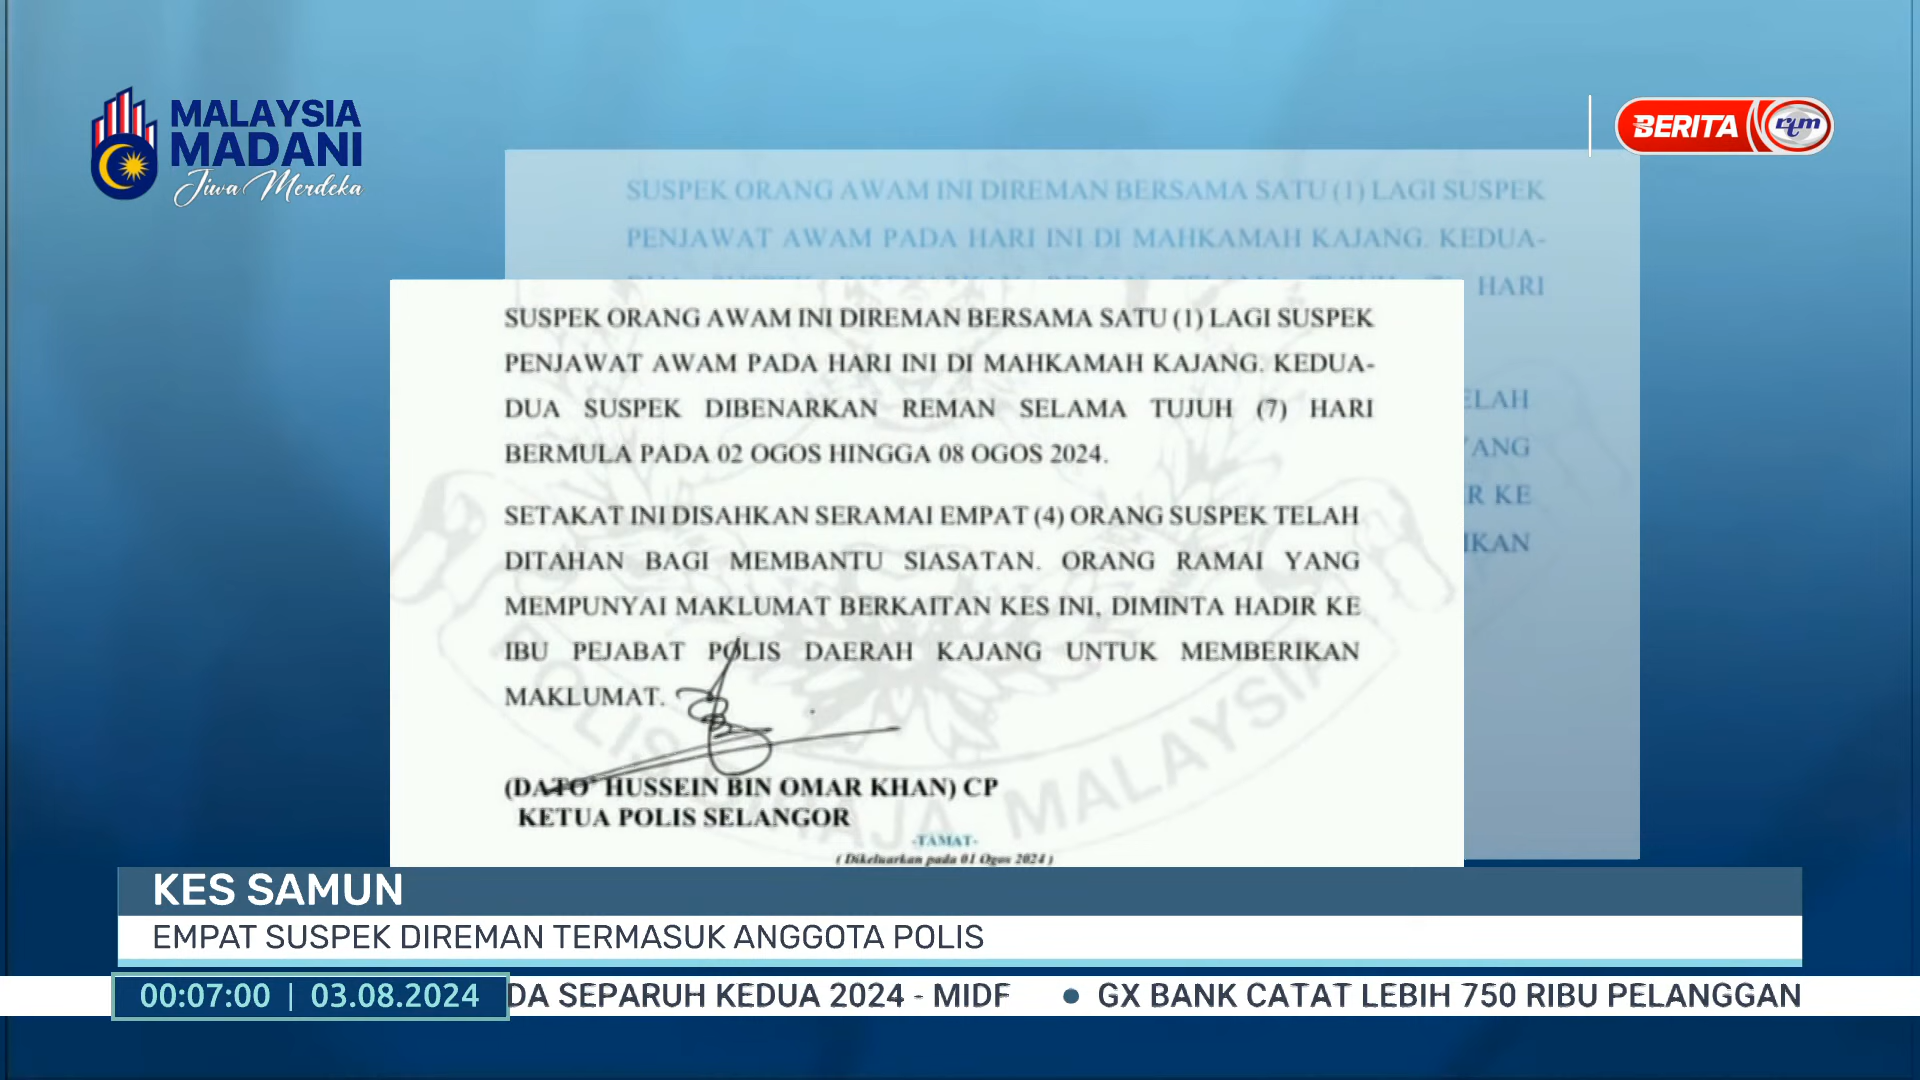 MALAYSIA
MADANI
Jiwa Merdeka
BERITA rtm
SUSPEK ORANG AWAM INI DIREMAN BERSAMA SATU (1) LAGI SUSPEK
PENJAWAT AWAM PADA HARI INI DI MAHKAMAH KAJANG. KEDUA-
HARI
ELAH
YANG
R KE
IKAN
SUSPEK ORANG AWAM INI DIREMAN BERSAMA SATU (1) LAGI SUSPEK
PENJAWAT AWAM PADA HARI INI DI MAHKAMAH KAJANG. KEDUA-
DUA SUSPEK DIBENARKAN REMAN SELAMA TUJUH (7) HARI
BERMULA PADA 02 OGOS HINGGA 08 OGOS 2024.
SETAKAT INI DISAHKAN SERAMAI EMPAT (4) ORANG SUSPEK TELAH
DITAHAN BAGI MEMBANTU SIASATAN. ORANG RAMAI YANG
MEMPUNYAI MAKLUMAT BERKAITAN KES INI, DIMINTA HADIR KE
IBU PEJABAT POLIS DAERAH KAJANG UNTUK MEMBERIKAN
MAKLUMAT.
(DATO' HUSSEIN BIN OMAR KHAN) CP
KETUA POLIS SELANGOR
-TAMAT-
( Dikeluarkan pada 01 Ogos 2024 )
KES SAMUN
EMPAT SUSPEK DIREMAN TERMASUK ANGGOTA POLIS
00:07:00 | 03.08.2024 DA SEPARUH KEDUA 2024 - MIDF • GX BANK CATAT LEBIH 750 RIBU PELANGGAN